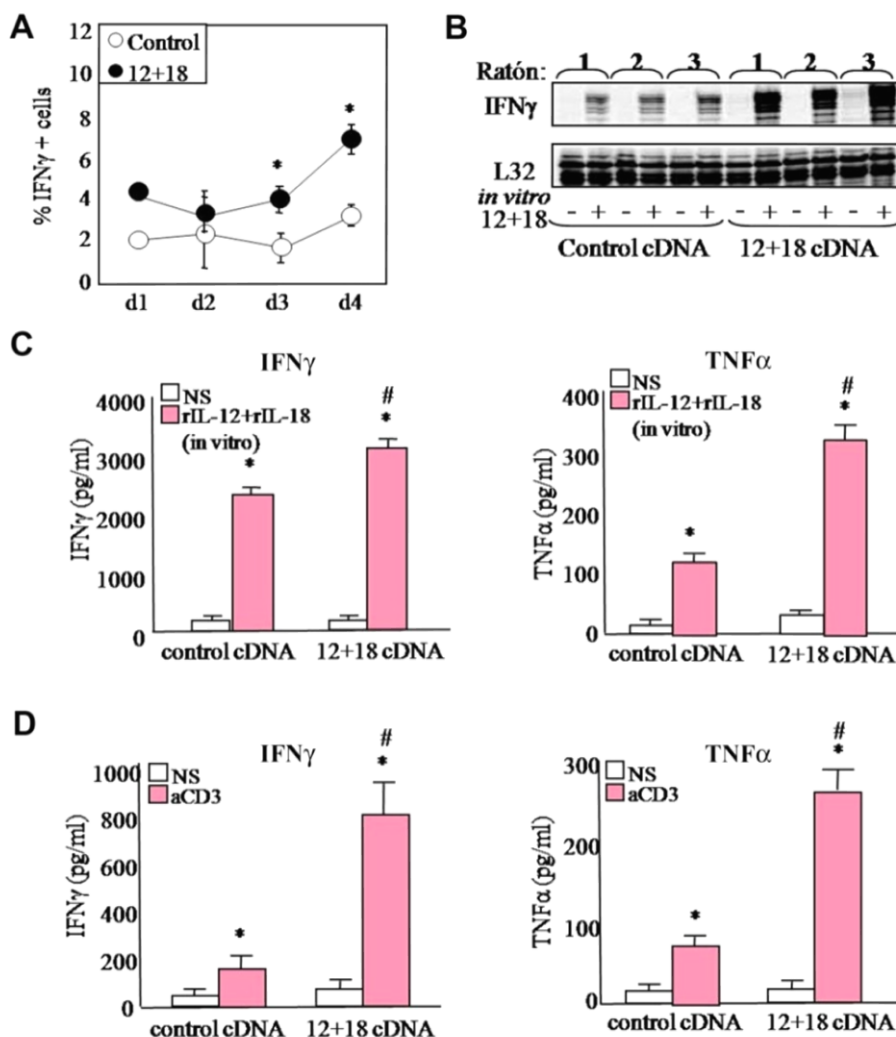 A
12
10
8
6
4
2
0
% IFNγ + cells
Control
12+18
*
*
d1 d2 d3 d4
B
Ratón: 1 2 3 1 2 3
IFNγ
L32
in vitro
12+18 - + - + - + - + - + - +
Control cDNA 12+18 cDNA
C
IFNγ
4000
3000
2000
1000
0
IFNγ (pg/ml)
NS
rIL-12+rIL-18
(in vitro)
*
#
*
control cDNA 12+18 cDNA
TNFα
400
300
200
100
0
TNFα (pg/ml)
NS
rIL-12+rIL-18
(in vitro)
*
#
*
control cDNA 12+18 cDNA
D
IFNγ
1000
800
600
400
200
0
IFNγ (pg/ml)
NS
aCD3
*
#
*
control cDNA 12+18 cDNA
TNFα
300
200
100
0
TNFα (pg/ml)
NS
aCD3
*
#
*
control cDNA 12+18 cDNA